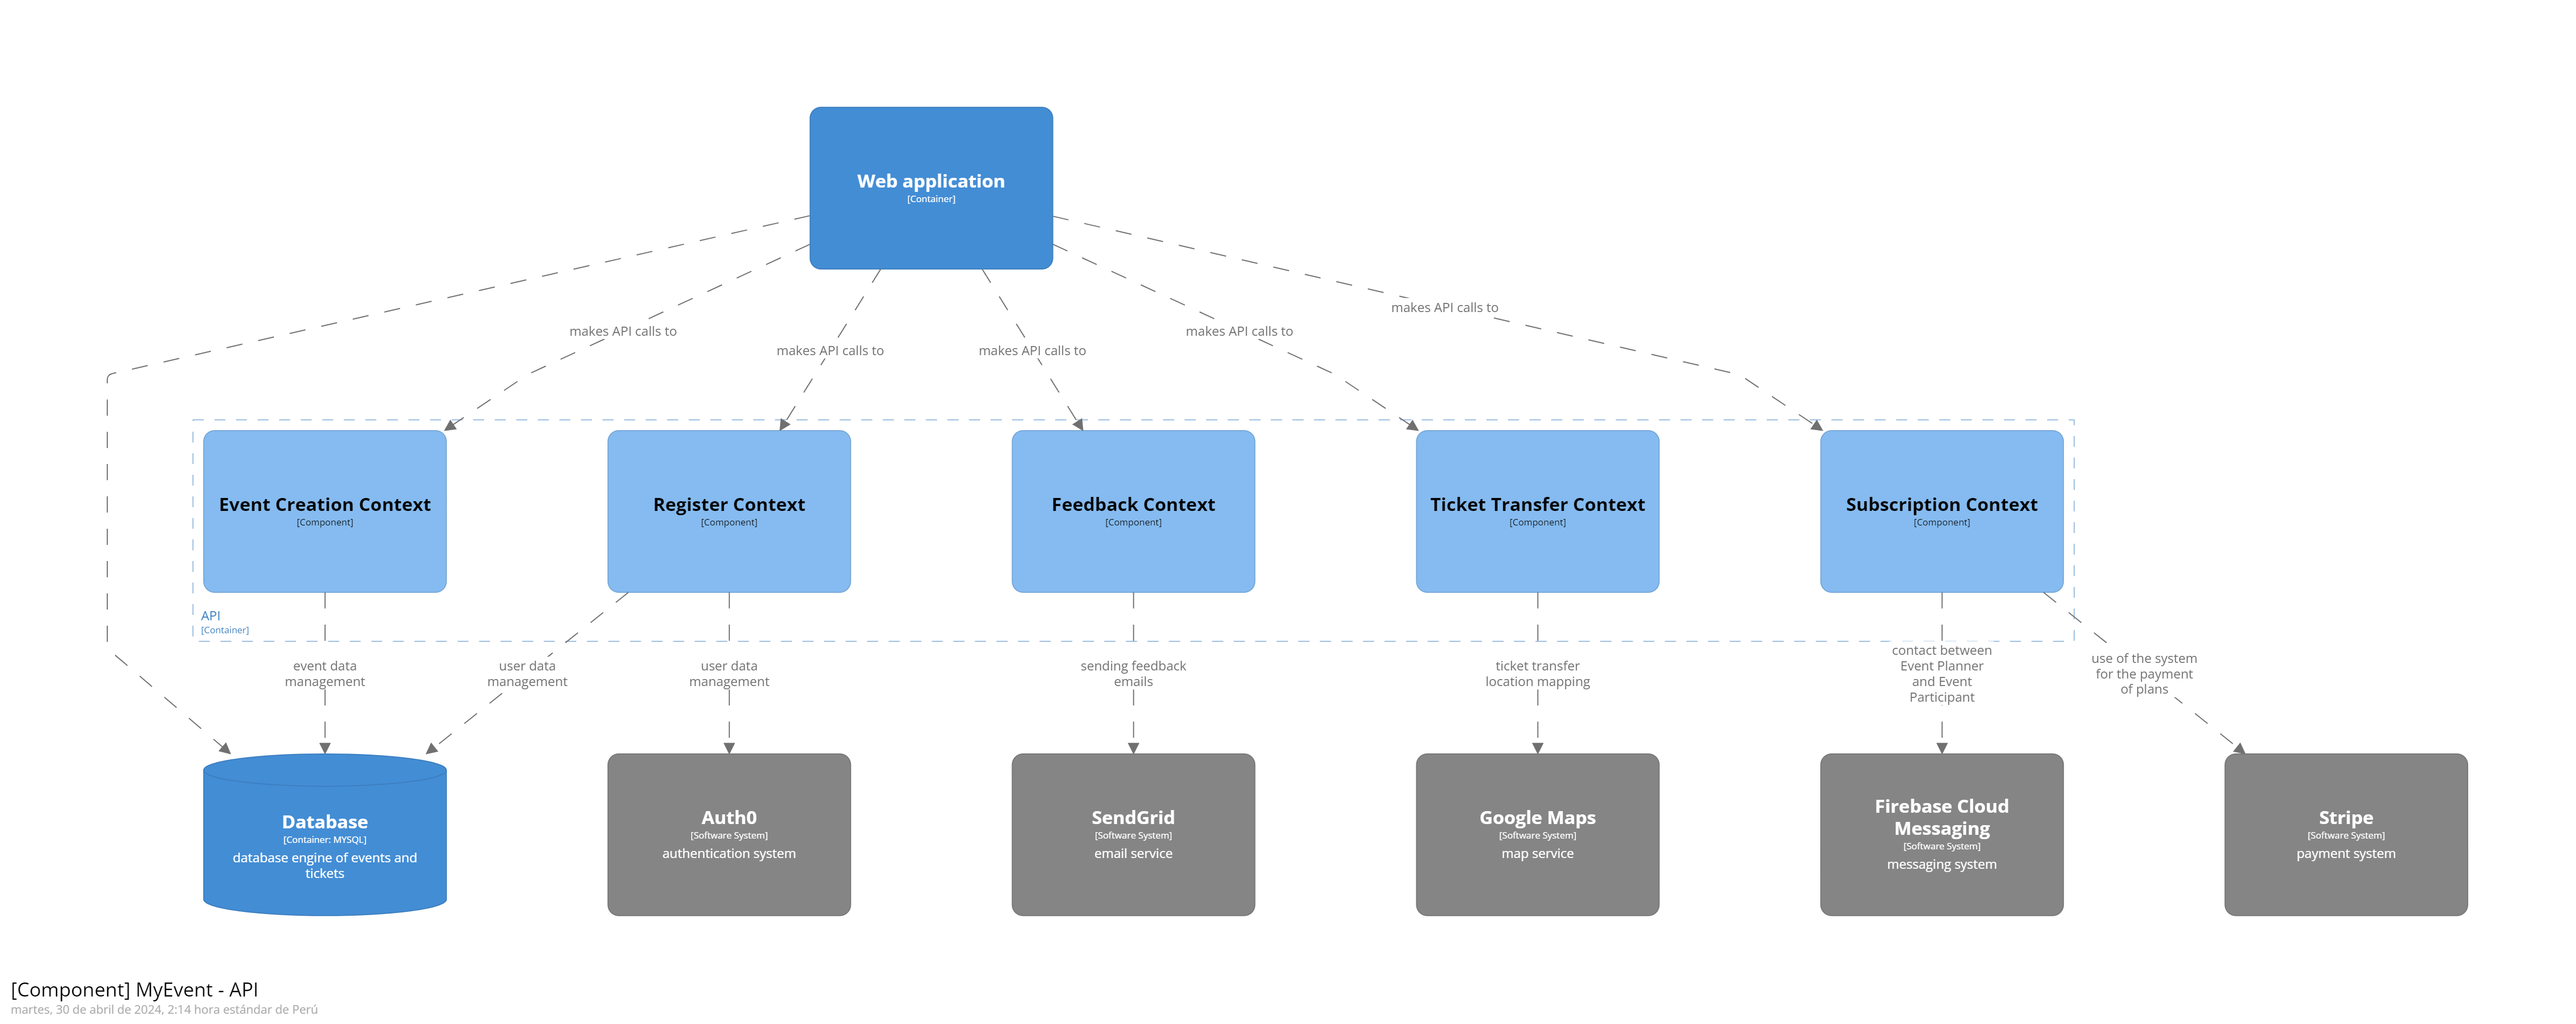 Web application
[Container]
makes API calls to
makes API calls to
makes API calls to
makes API calls to
makes API calls to
Event Creation Context
[Component]
Register Context
[Component]
Feedback Context
[Component]
Ticket Transfer Context
[Component]
Subscription Context
[Component]
API
[Container]
event data
management
user data
management
user data
management
sending feedback
emails
ticket transfer
location mapping
contact between
Event Planner
and Event
Participant
use of the system
for the payment
of plans
Database
[Container: MYSQL]
database engine of events and
tickets
Auth0
[Software System]
authentication system
SendGrid
[Software System]
email service
Google Maps
[Software System]
map service
Firebase Cloud
Messaging
[Software System]
messaging system
Stripe
[Software System]
payment system
[Component] MyEvent - API
martes, 30 de abril de 2024, 2:14 hora estándar de Perú